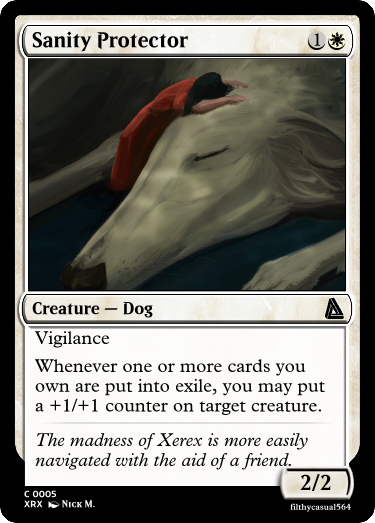 Sanity Protector 1
Creature — Dog
Vigilance
Whenever one or more cards you
own are put into exile, you may put
a +1/+1 counter on target creature.
The madness of Xerex is more easily
navigated with the aid of a friend.
2/2
C 0005
XRX Nick M.
filthycasual564